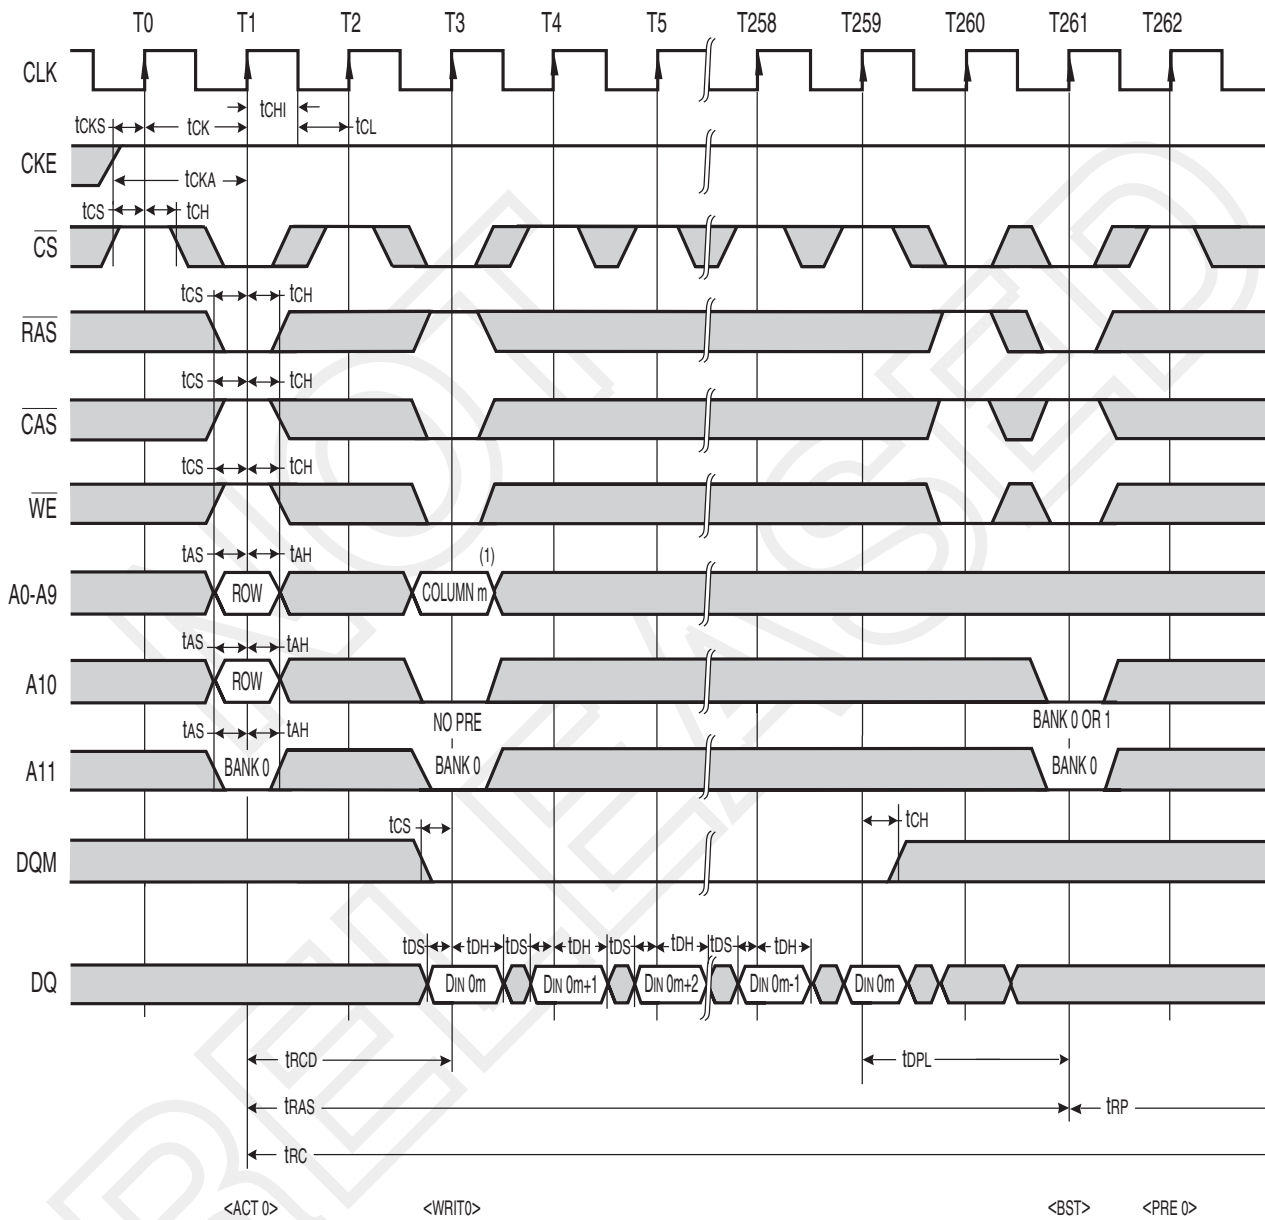 T0 T1 T2 T3 T4 T5 T258 T259 T260 T261 T262
CLK
tCHI
tCKS tCK tCL
CKE
tCKA
tCS tCH
CS
tCS tCH
RAS
tCS tCH
CAS
tCS tCH
WE
tAS tAH (1)
A0-A9 ROW COLUMN m
tAS tAH
A10 ROW
NO PRE BANK 0 OR 1
tAS tAH
A11 BANK 0 BANK 0 BANK 0
tCS tCH
DQM
tDS tDH tDS tDH tDS tDH tDS tDH
DQ DIN 0m DIN 0m+1 DIN 0m+2 DIN 0m-1 DIN 0m
tRCD tDPL
tRAS tRP
tRC
<ACT 0> <WRIT0> <BST> <PRE 0>
NOT
RELEASED